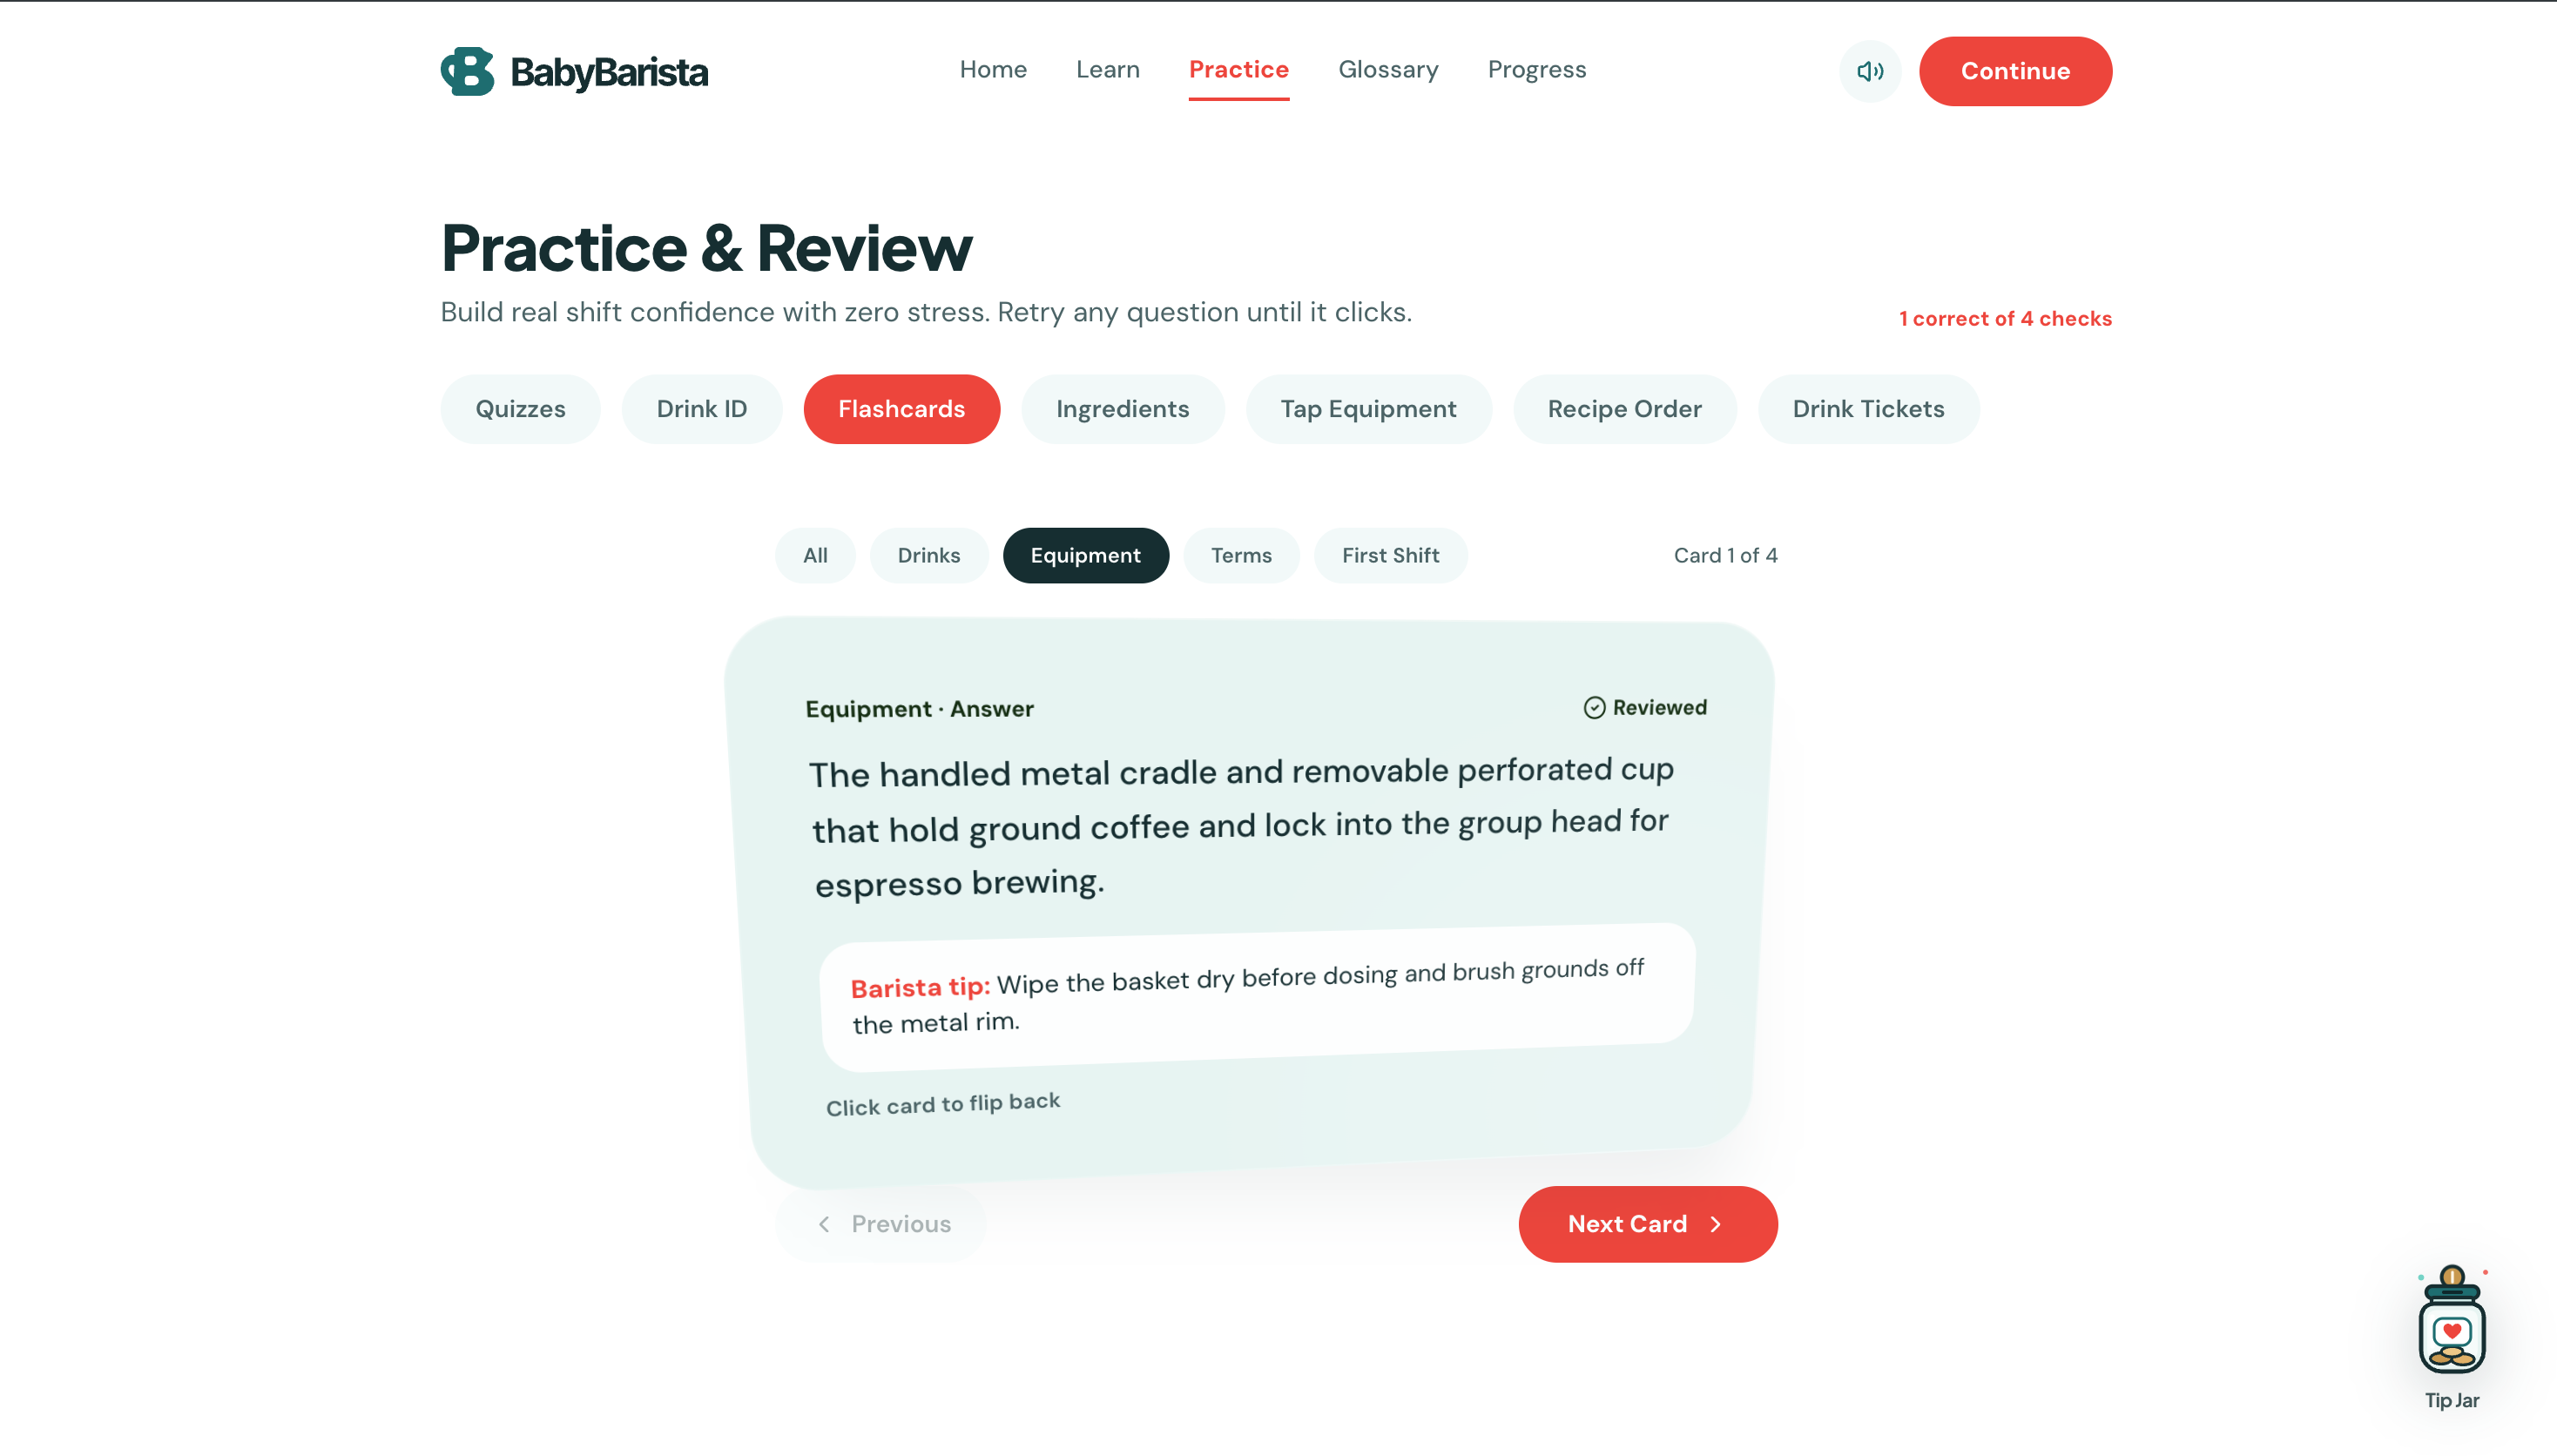 BabyBarista
Home Learn Practice Glossary Progress
Continue
Practice & Review
Build real shift confidence with zero stress. Retry any question until it clicks.
1 correct of 4 checks
Quizzes Drink ID Flashcards Ingredients Tap Equipment Recipe Order Drink Tickets
All Drinks Equipment Terms First Shift
Card 1 of 4
Equipment · Answer
Reviewed
The handled metal cradle and removable perforated cup
that hold ground coffee and lock into the group head for
espresso brewing.
Barista tip: Wipe the basket dry before dosing and brush grounds off
the metal rim.
Click card to flip back
Previous
Next Card
Tip Jar